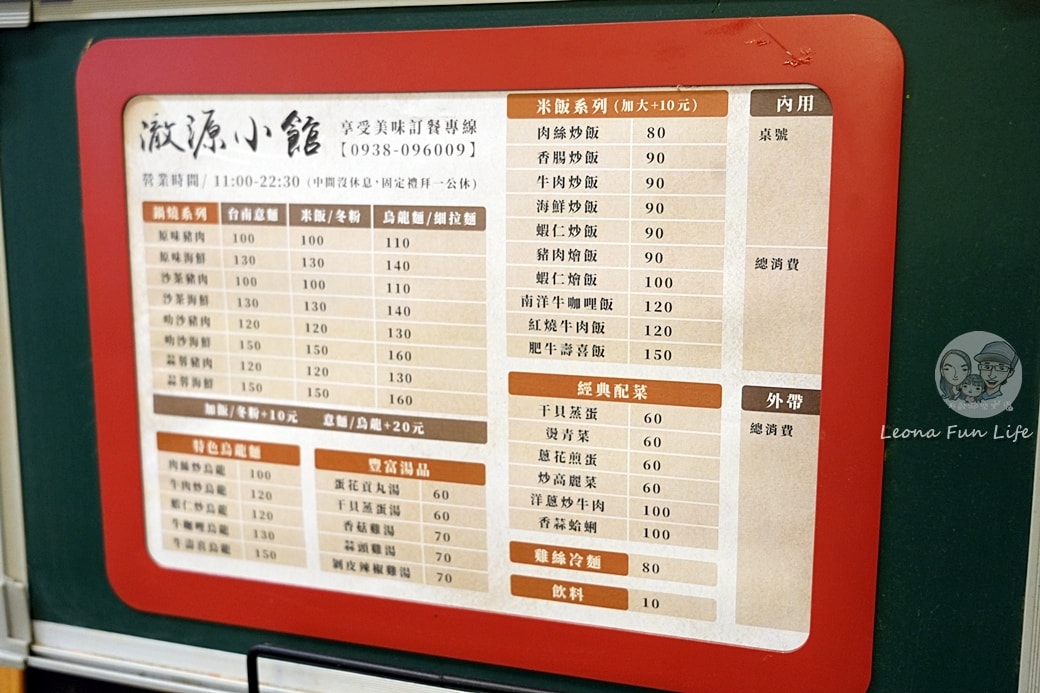 澂源小館
享受美味訂餐專線
【0938-096009】
營業時間/ 11:00-22:30 (中間沒休息,固定禮拜一公休)
鍋燒系列 台南意麵 米飯/冬粉 烏龍麵/細拉麵
原味豬肉 100 100 110
原味海鮮 130 130 140
沙茶豬肉 100 100 110
沙茶海鮮 130 130 140
叻沙豬肉 120 120 130
叻沙海鮮 150 150 160
蒜蓉豬肉 120 120 130
蒜蓉海鮮 150 150 160
加飯/冬粉+10元 意麵/烏龍+20元
特色烏龍麵
肉絲炒烏龍 100
牛肉炒烏龍 120
蝦仁炒烏龍 120
牛咖哩烏龍 130
牛壽喜烏龍 150
豐富湯品
蛋花貢丸湯 60
干貝蒸蛋湯 60
香菇雞湯 70
蒜頭雞湯 70
剝皮辣椒雞湯 70
米飯系列 (加大+10元)
肉絲炒飯 80
香腸炒飯 90
牛肉炒飯 90
海鮮炒飯 90
蝦仁炒飯 90
豬肉燴飯 90
蝦仁燴飯 100
南洋牛咖哩飯 120
紅燒牛肉飯 120
肥牛壽喜飯 150
經典配菜
干貝蒸蛋 60
燙青菜 60
蔥花煎蛋 60
炒高麗菜 60
洋蔥炒牛肉 100
香蒜蛤蜊 100
雞絲冷麵 80
飲料 10
內用
桌號
總消費
外帶
總消費
Leona Fun Life